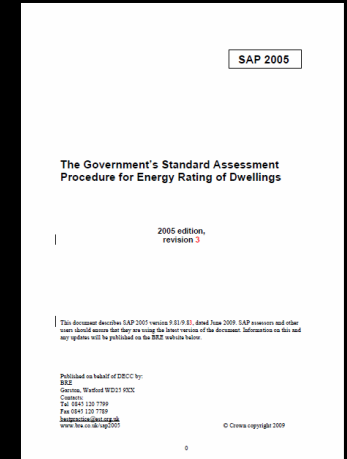 SAP 2005
The Government's Standard Assessment
Procedure for Energy Rating of Dwellings
2005 edition,
revision 3
This document describes SAP 2005 version 9.81/9.83, dated June 2009. SAP assessors and other
users should ensure that they are using the latest version of the document. Information on this and
any updates will be published on the BRE website below.
Published on behalf of DECC by:
BRE
Garston, Watford WD25 9XX
Contacts:
Tel 0845 120 7799
Fax 0845 120 7789
bestpractice@est.org.uk
www.bre.co.uk/sap2005
© Crown copyright 2009
0